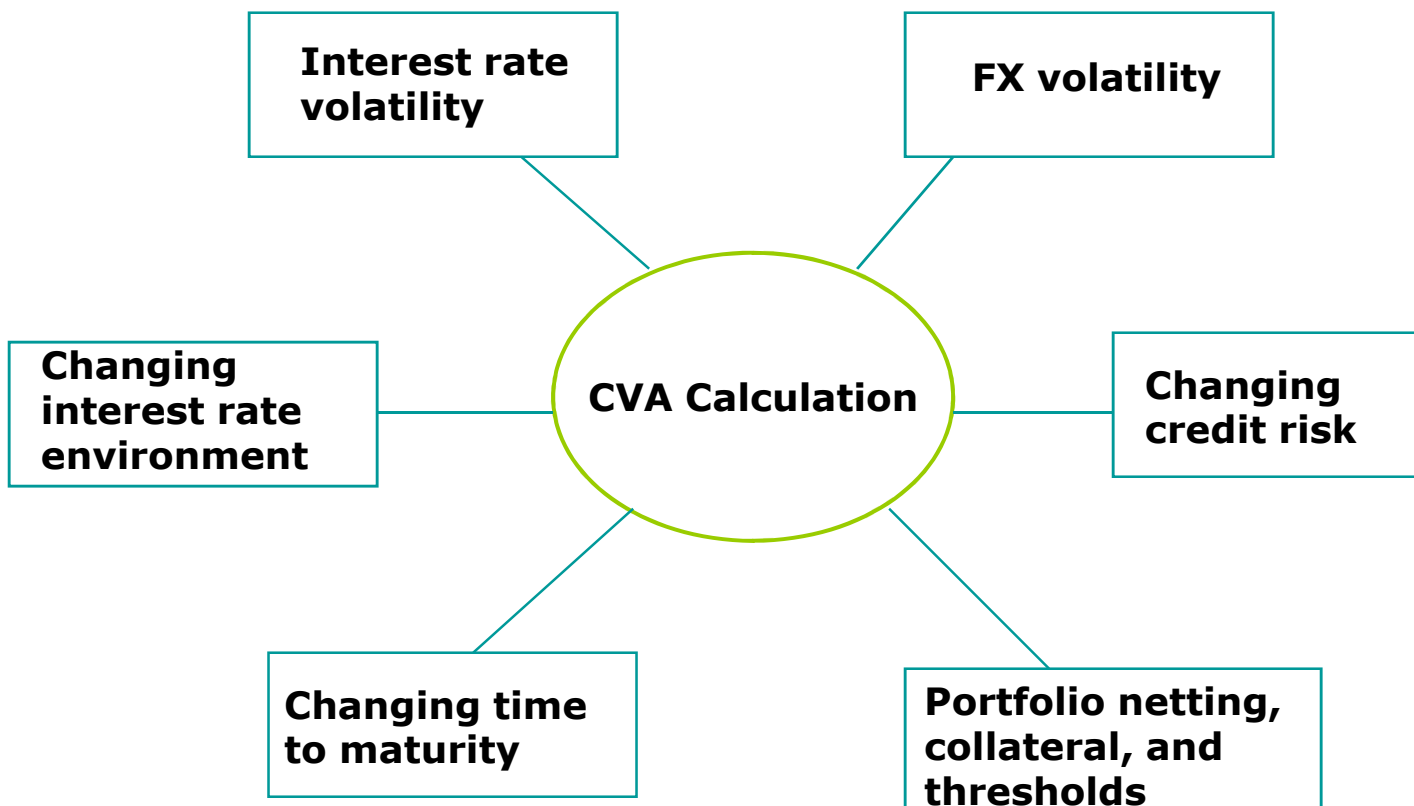 Interest rate
volatility
FX volatility
Changing
interest rate
environment
CVA Calculation
Changing
credit risk
Changing time
to maturity
Portfolio netting,
collateral, and
thresholds